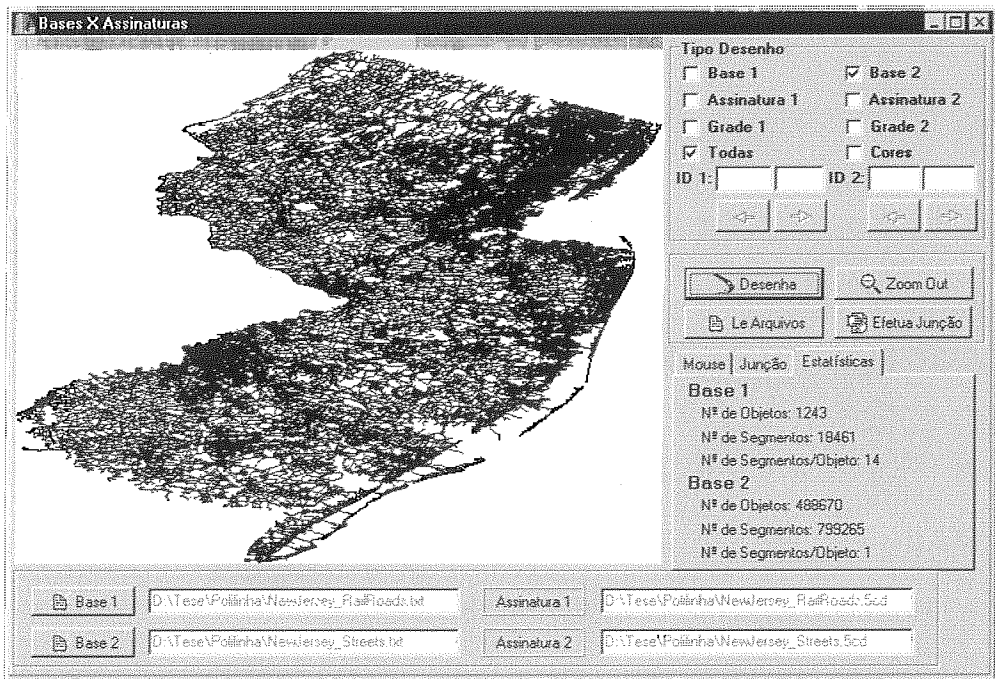 Bases X Assinaturas
Tipo Desenho
Base 1
Base 2
Assinatura 1
Assinatura 2
Grade 1
Grade 2
Todas
Cores
ID 1:
ID 2:
Desenha
Zoom Out
Le Arquivos
Efetua Junção
Mouse
Junção
Estatísticas
Base 1
Nº de Objetos: 1243
Nº de Segmentos: 18461
Nº de Segmentos/Objeto: 14
Base 2
Nº de Objetos: 489670
Nº de Segmentos: 799265
Nº de Segmentos/Objeto: 1
Base 1
D:\Tese\Polilinha\NewJersey_RailRoads.txt
Assinatura 1
D:\Tese\Polilinha\NewJersey_RailRoads.5cd
Base 2
D:\Tese\Polilinha\NewJersey_Streets.txt
Assinatura 2
D:\Tese\Polilinha\NewJersey_Streets.5cd